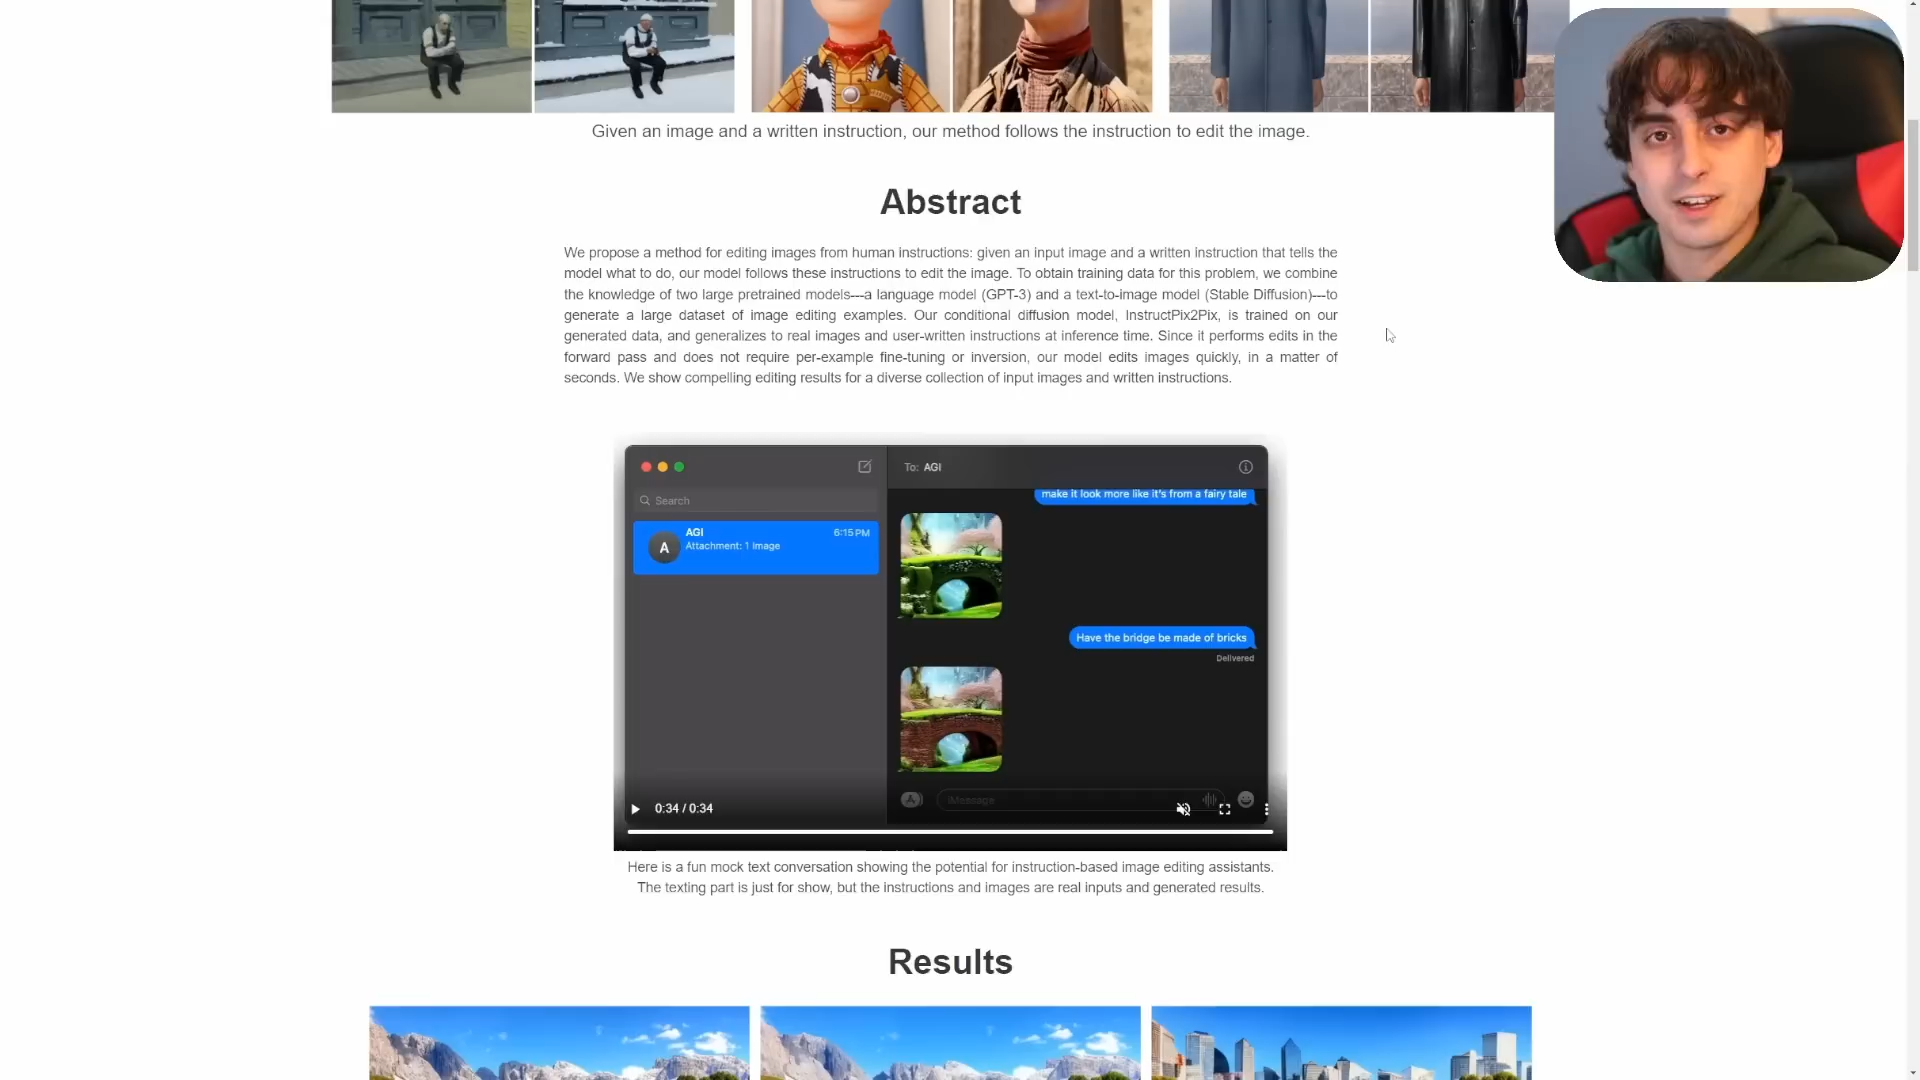 Given an image and a written instruction, our method follows the instruction to edit the image.
Abstract
We propose a method for editing images from human instructions: given an input image and a written instruction that tells the
model what to do, our model follows these instructions to edit the image. To obtain training data for this problem, we combine
the knowledge of two large pretrained models---a language model (GPT-3) and a text-to-image model (Stable Diffusion)---to
generate a large dataset of image editing examples. Our conditional diffusion model, InstructPix2Pix, is trained on our
generated data, and generalizes to real images and user-written instructions at inference time. Since it performs edits in the
forward pass and does not require per-example fine-tuning or inversion, our model edits images quickly, in a matter of
seconds. We show compelling editing results for a diverse collection of input images and written instructions.
To: AGI
Search
make it look more like it's from a fairy tale
AGI
6:15 PM
A
Attachment: 1 Image
Have the bridge be made of bricks
Delivered
iMessage
0:34 / 0:34
Here is a fun mock text conversation showing the potential for instruction-based image editing assistants.
The texting part is just for show, but the instructions and images are real inputs and generated results.
Results